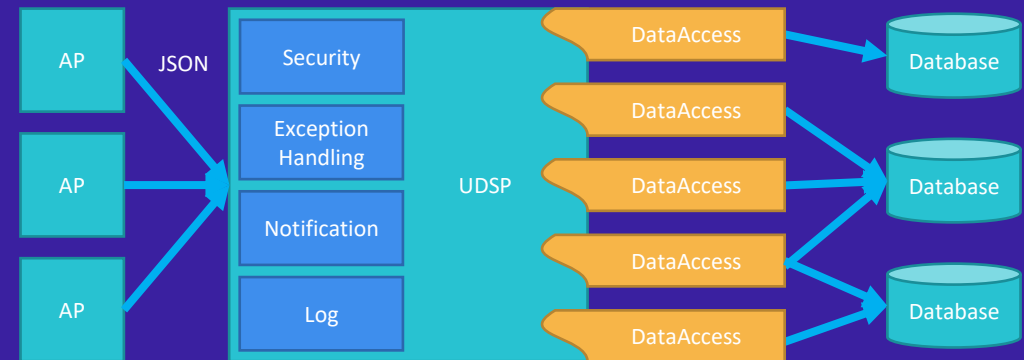 AP
JSON
AP
AP
Security
Exception
Handling
Notification
Log
UDSP
DataAccess
DataAccess
DataAccess
DataAccess
DataAccess
Database
Database
Database